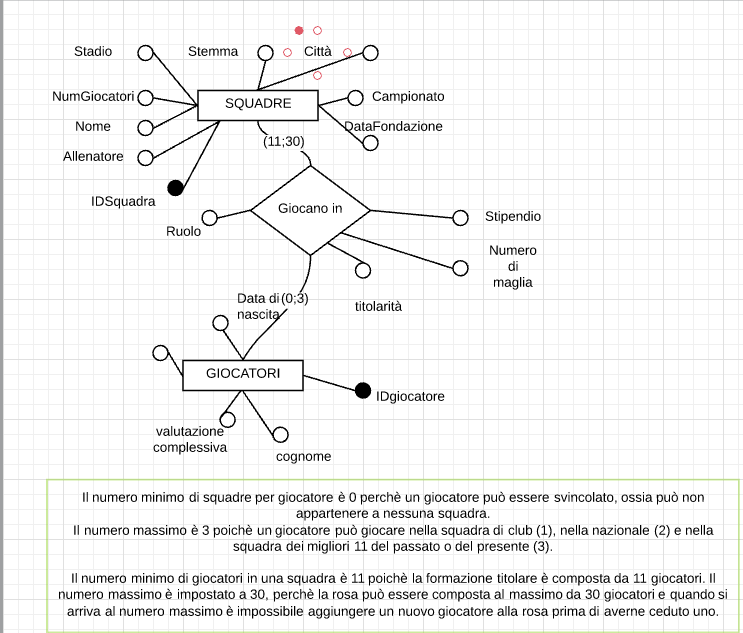 Stadio
Stemma
Città
NumGiocatori
SQUADRE
Campionato
Nome
DataFondazione
(11;30)
Allenatore
IDSquadra
Giocano in
Ruolo
Stipendio
Numero
di
maglia
titolarità
Data di
nascita
(0;3)
GIOCATORI
IDgiocatore
valutazione
complessiva
cognome
Il numero minimo di squadre per giocatore è 0 perchè un giocatore può essere svincolato, ossia può non
appartenere a nessuna squadra.
Il numero massimo è 3 poichè un giocatore può giocare nella squadra di club (1), nella nazionale (2) e nella
squadra dei migliori 11 del passato o del presente (3).
Il numero minimo di giocatori in una squadra è 11 poichè la formazione titolare è composta da 11 giocatori. Il
numero massimo è impostato a 30, perchè la rosa può essere composta al massimo da 30 giocatori e quando si
arriva al numero massimo è impossibile aggiungere un nuovo giocatore alla rosa prima di averne ceduto uno.